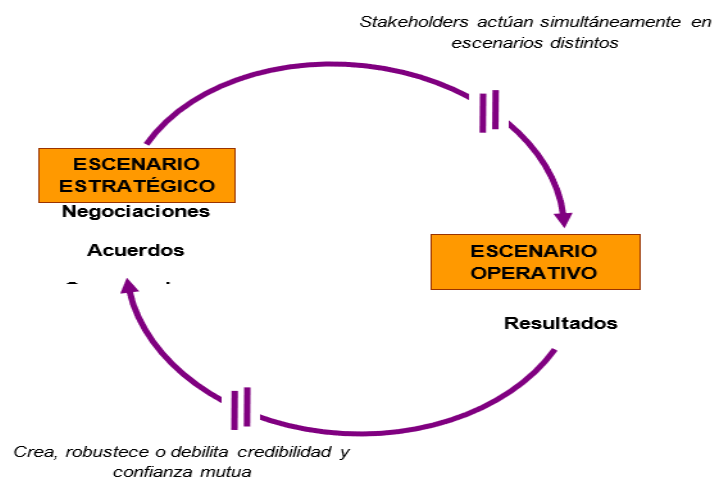 Stakeholders actúan simultáneamente en
escenarios distintos
ESCENARIO
ESTRATÉGICO
Negociaciones
Acuerdos
ESCENARIO
OPERATIVO
Resultados
Crea, robustece o debilita credibilidad y
confianza mutua